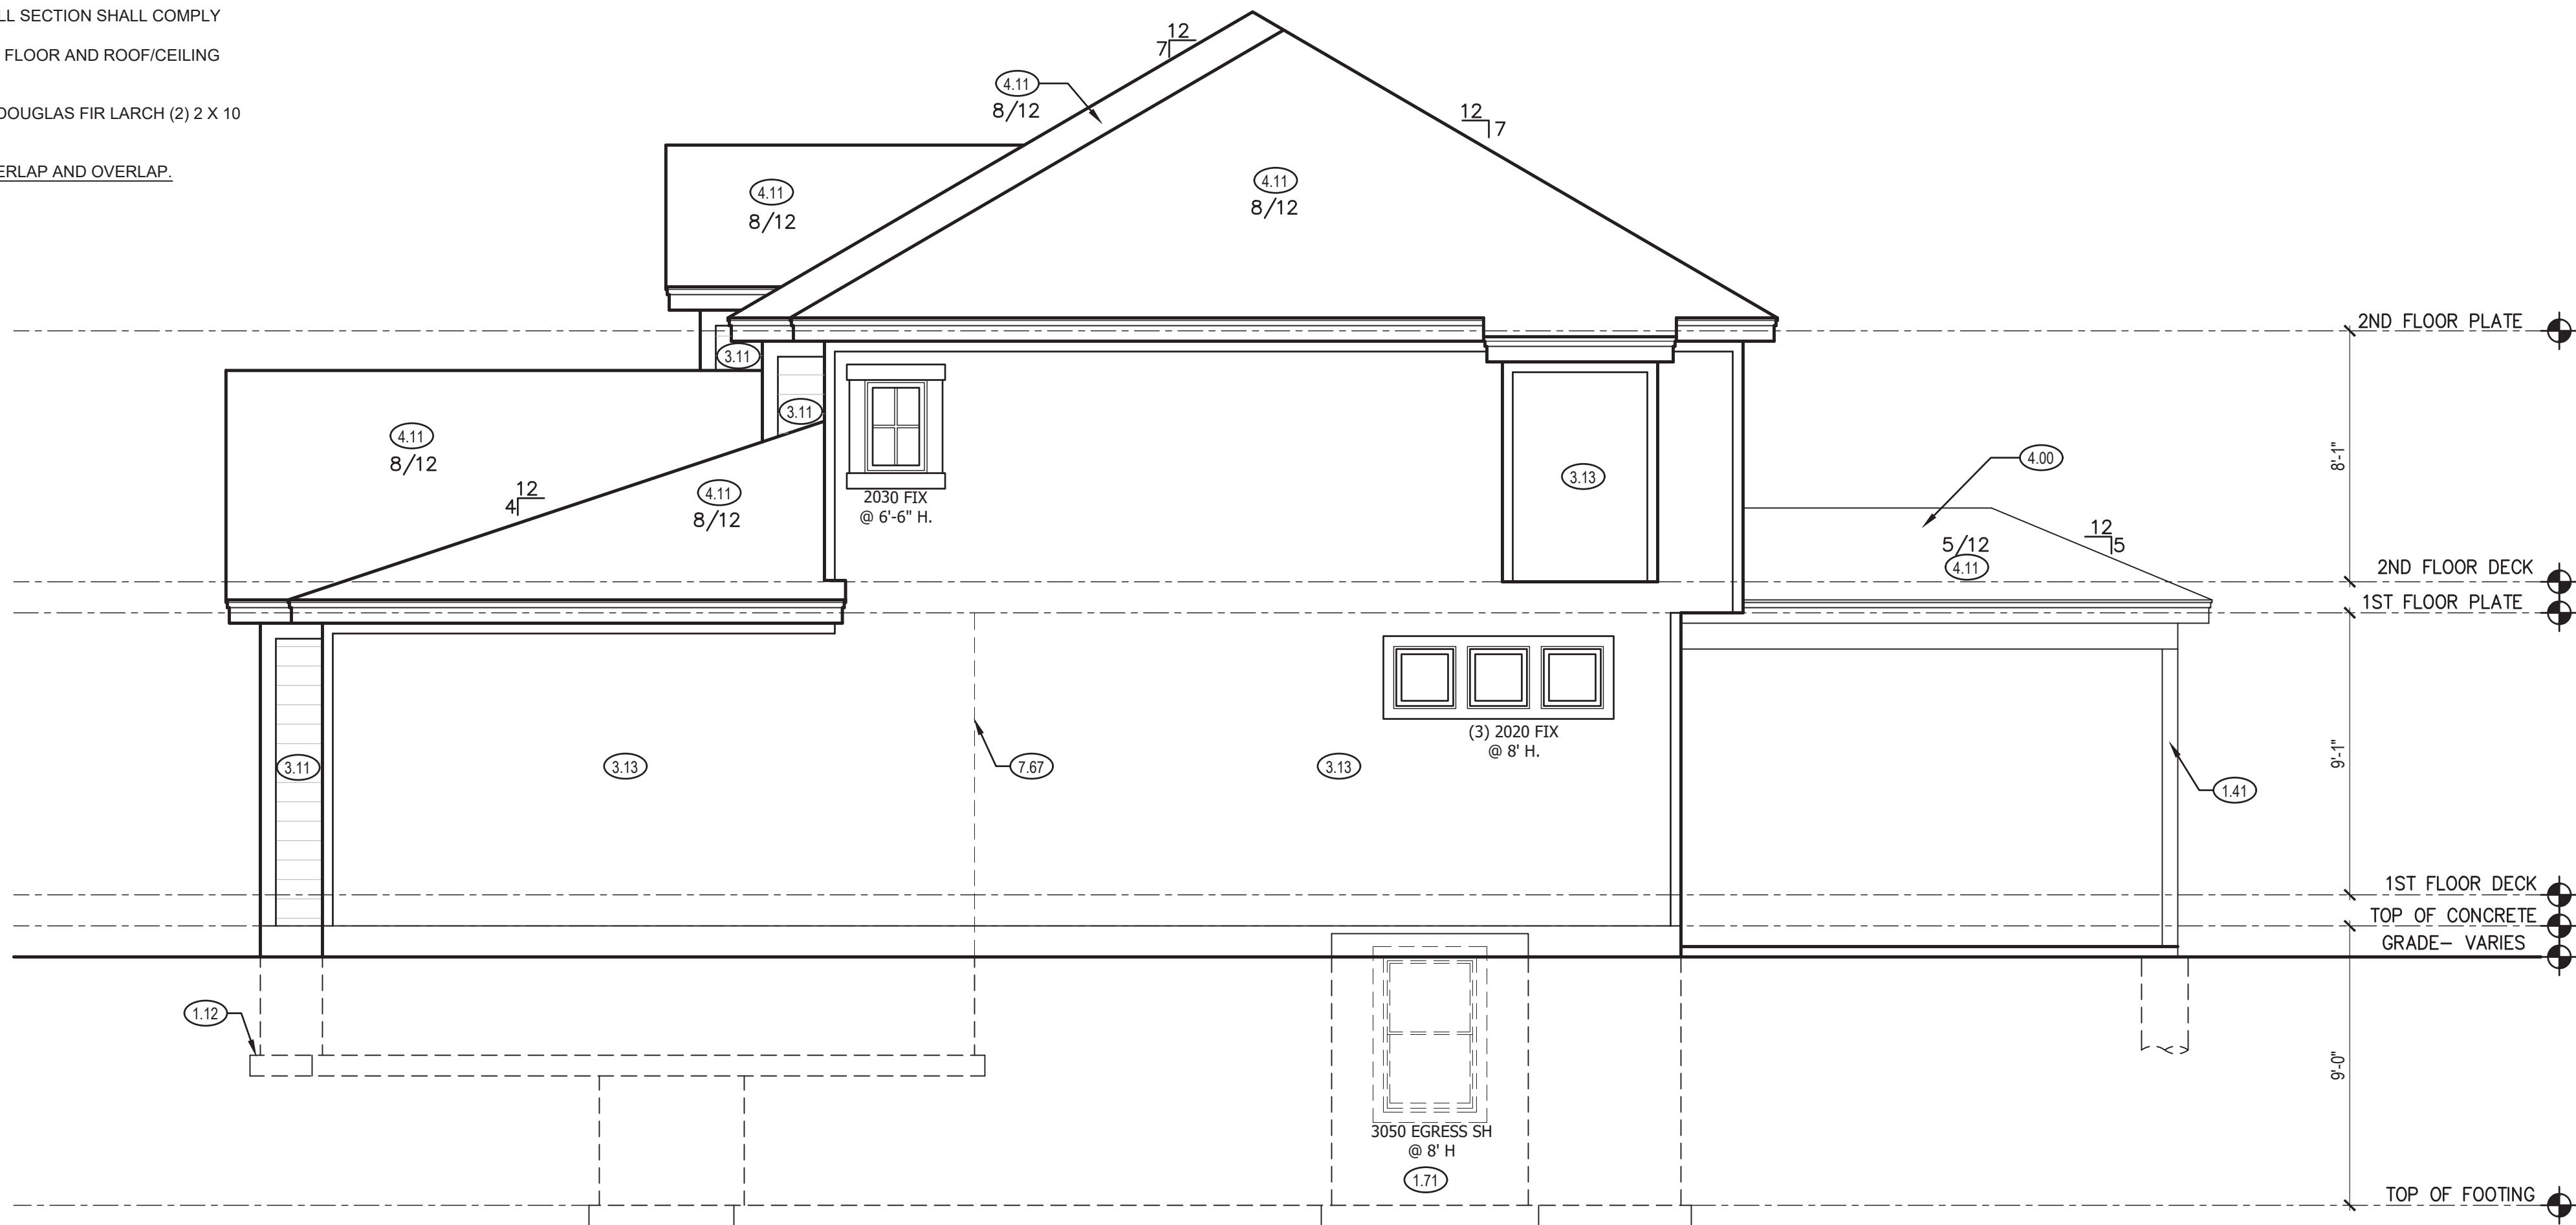 LL SECTION SHALL COMPLY
FLOOR AND ROOF/CEILING
DOUGLAS FIR LARCH (2) 2 X 10
ERLAP AND OVERLAP.
12
7
4.11
8/12
12
7
4.11
8/12
4.11
8/12
2ND FLOOR PLATE
3.11
3.11
4.11
8/12
12
4
4.11
8/12
2030 FIX
@ 6'-6" H.
3.13
4.00
8'-1"
12
5
5/12
4.11
2ND FLOOR DECK
1ST FLOOR PLATE
(3) 2020 FIX
@ 8' H.
3.11
3.13
7.67
3.13
1.41
9'-1"
1ST FLOOR DECK
TOP OF CONCRETE
GRADE- VARIES
1.12
9'-0"
3050 EGRESS SH
@ 8' H
1.71
TOP OF FOOTING